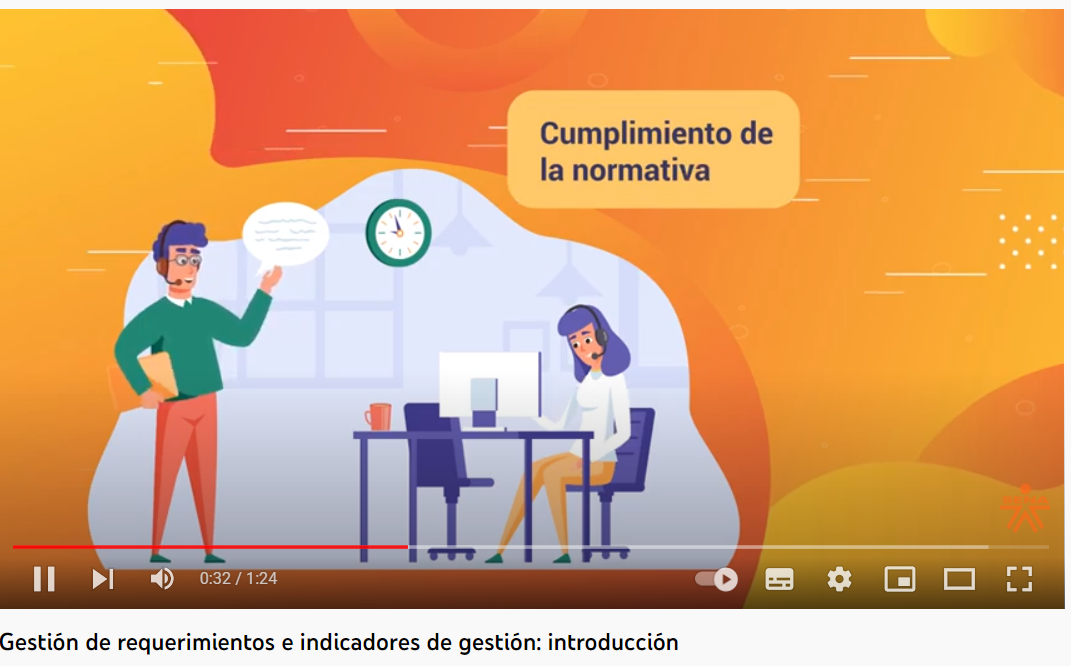 Cumplimiento de
la normativa
0:32 / 1:24
Gestión de requerimientos e indicadores de gestión: introducción